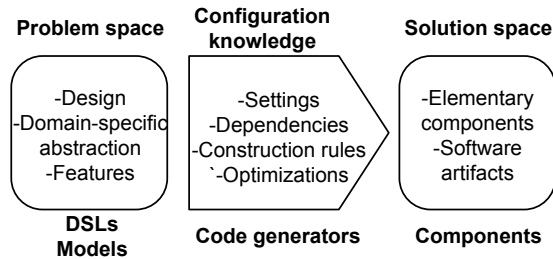 Problem space
-Design
-Domain-specific
abstraction
-Features
DSLs
Models
Configuration
knowledge
-Settings
-Dependencies
-Construction rules
`-Optimizations
Code generators
Solution space
-Elementary
components
-Software
artifacts
Components